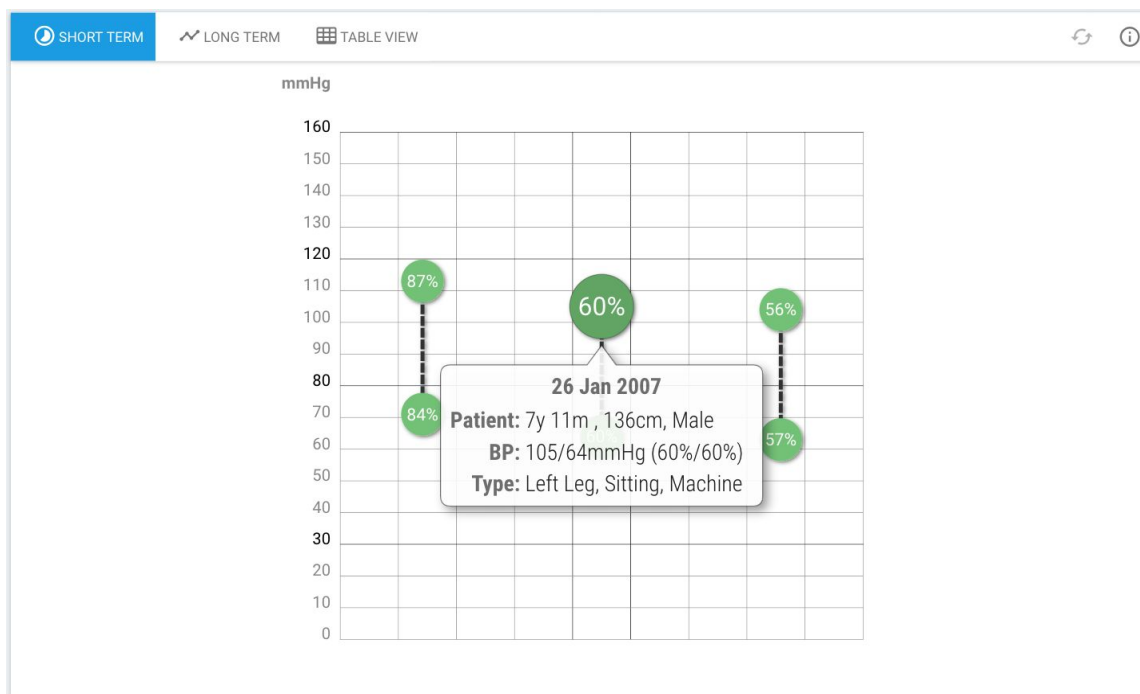 SHORT TERM
LONG TERM
TABLE VIEW
mmHg
160
150
140
130
120
110
100
90
80
70
60
50
40
30
20
10
0
87%
84%
60%
56%
57%
26 Jan 2007
Patient: 7y 11m , 136cm, Male
BP: 105/64mmHg (60%/60%)
Type: Left Leg, Sitting, Machine